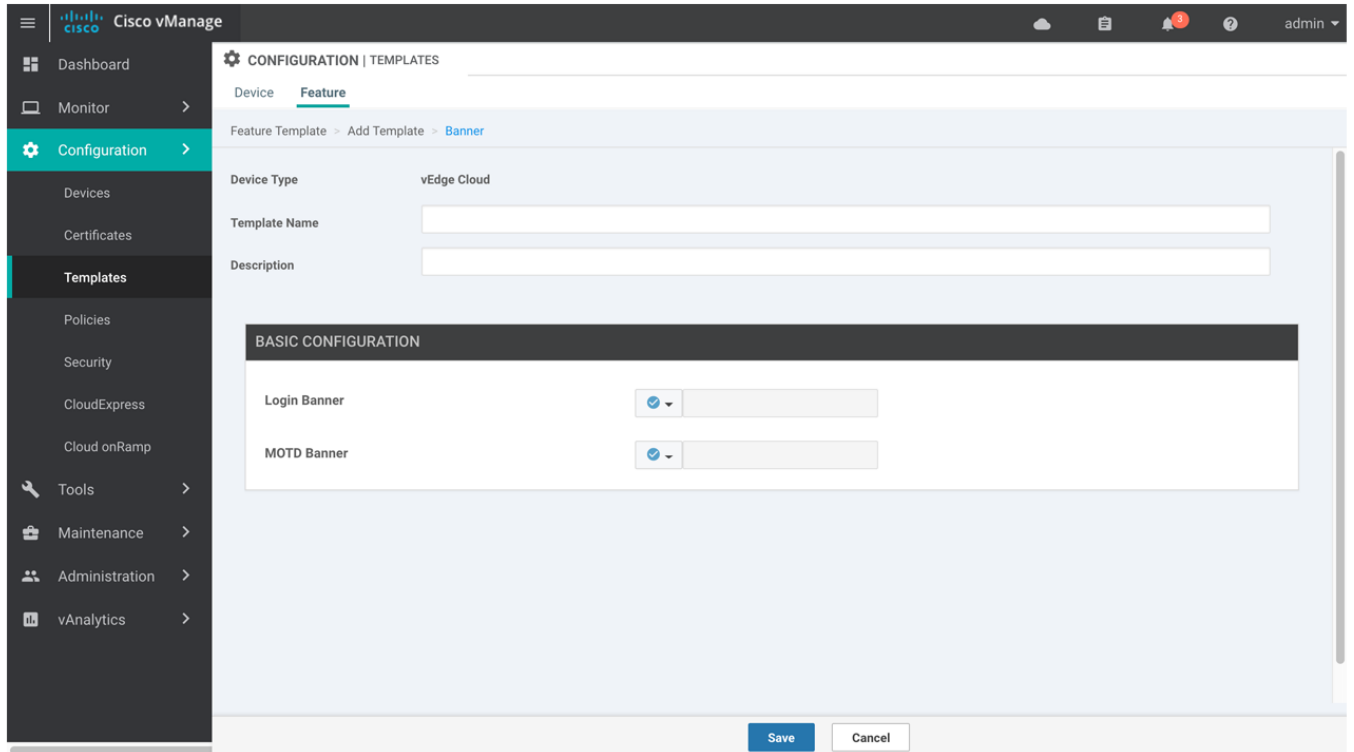 CISCO
Cisco vManage
3
admin
Dashboard
Monitor
Configuration
Devices
Certificates
Templates
Policies
Security
CloudExpress
Cloud onRamp
Tools
Maintenance
Administration
vAnalytics
CONFIGURATION | TEMPLATES
Device Feature
Feature Template > Add Template > Banner
Device Type vEdge Cloud
Template Name
Description
BASIC CONFIGURATION
Login Banner
MOTD Banner
Save Cancel